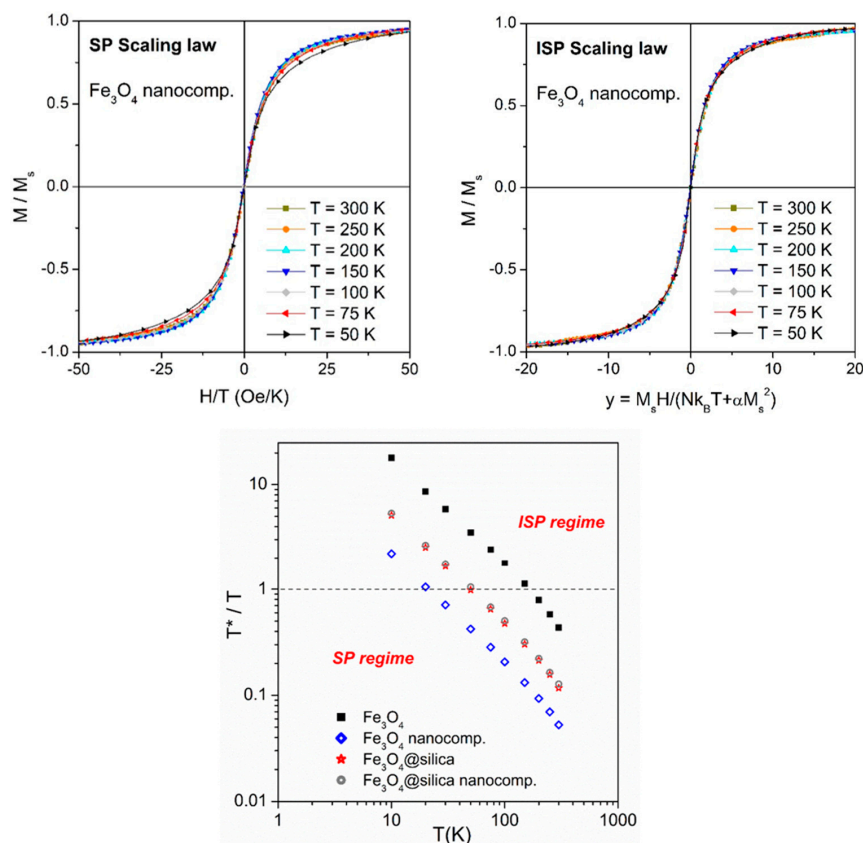 SP Scaling law
Fe₃O₄ nanocomp.
M / Mₛ
1.0
0.5
0.0
-0.5
-1.0
T = 300 K
T = 250 K
T = 200 K
T = 150 K
T = 100 K
T = 75 K
T = 50 K
-50 -25 0 25 50
H/T (Oe/K)
ISP Scaling law
Fe₃O₄ nanocomp.
M / Mₛ
1.0
0.5
0.0
-0.5
-1.0
T = 300 K
T = 250 K
T = 200 K
T = 150 K
T = 100 K
T = 75 K
T = 50 K
-20 -10 0 10 20
y = MₛH/(Nk_BT+αMₛ²)
T* / T
10
1
0.1
0.01
ISP regime
SP regime
Fe₃O₄
Fe₃O₄ nanocomp.
Fe₃O₄@silica
Fe₃O₄@silica nanocomp.
1 10 100 1000
T(K)